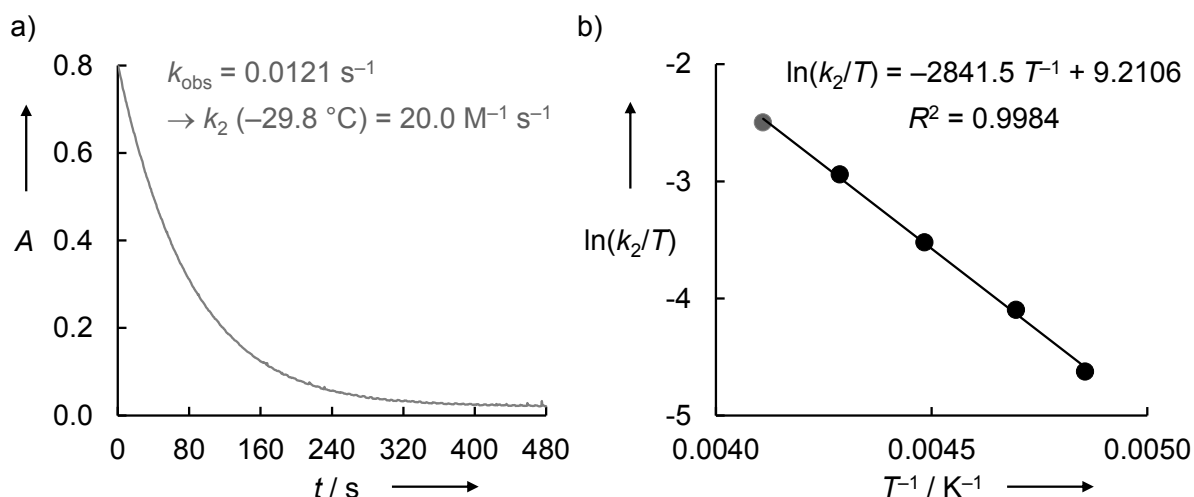 a)
0.8
0.6
0.4
0.2
0.0
A
k_obs = 0.0121 s⁻¹
→ k₂ (–29.8 °C) = 20.0 M⁻¹ s⁻¹
0 80 160 240 320 400 480
t / s
b)
-2
-3
-4
-5
ln(k₂/T)
ln(k₂/T) = –2841.5 T⁻¹ + 9.2106
R² = 0.9984
0.0040 0.0045 0.0050
T⁻¹ / K⁻¹